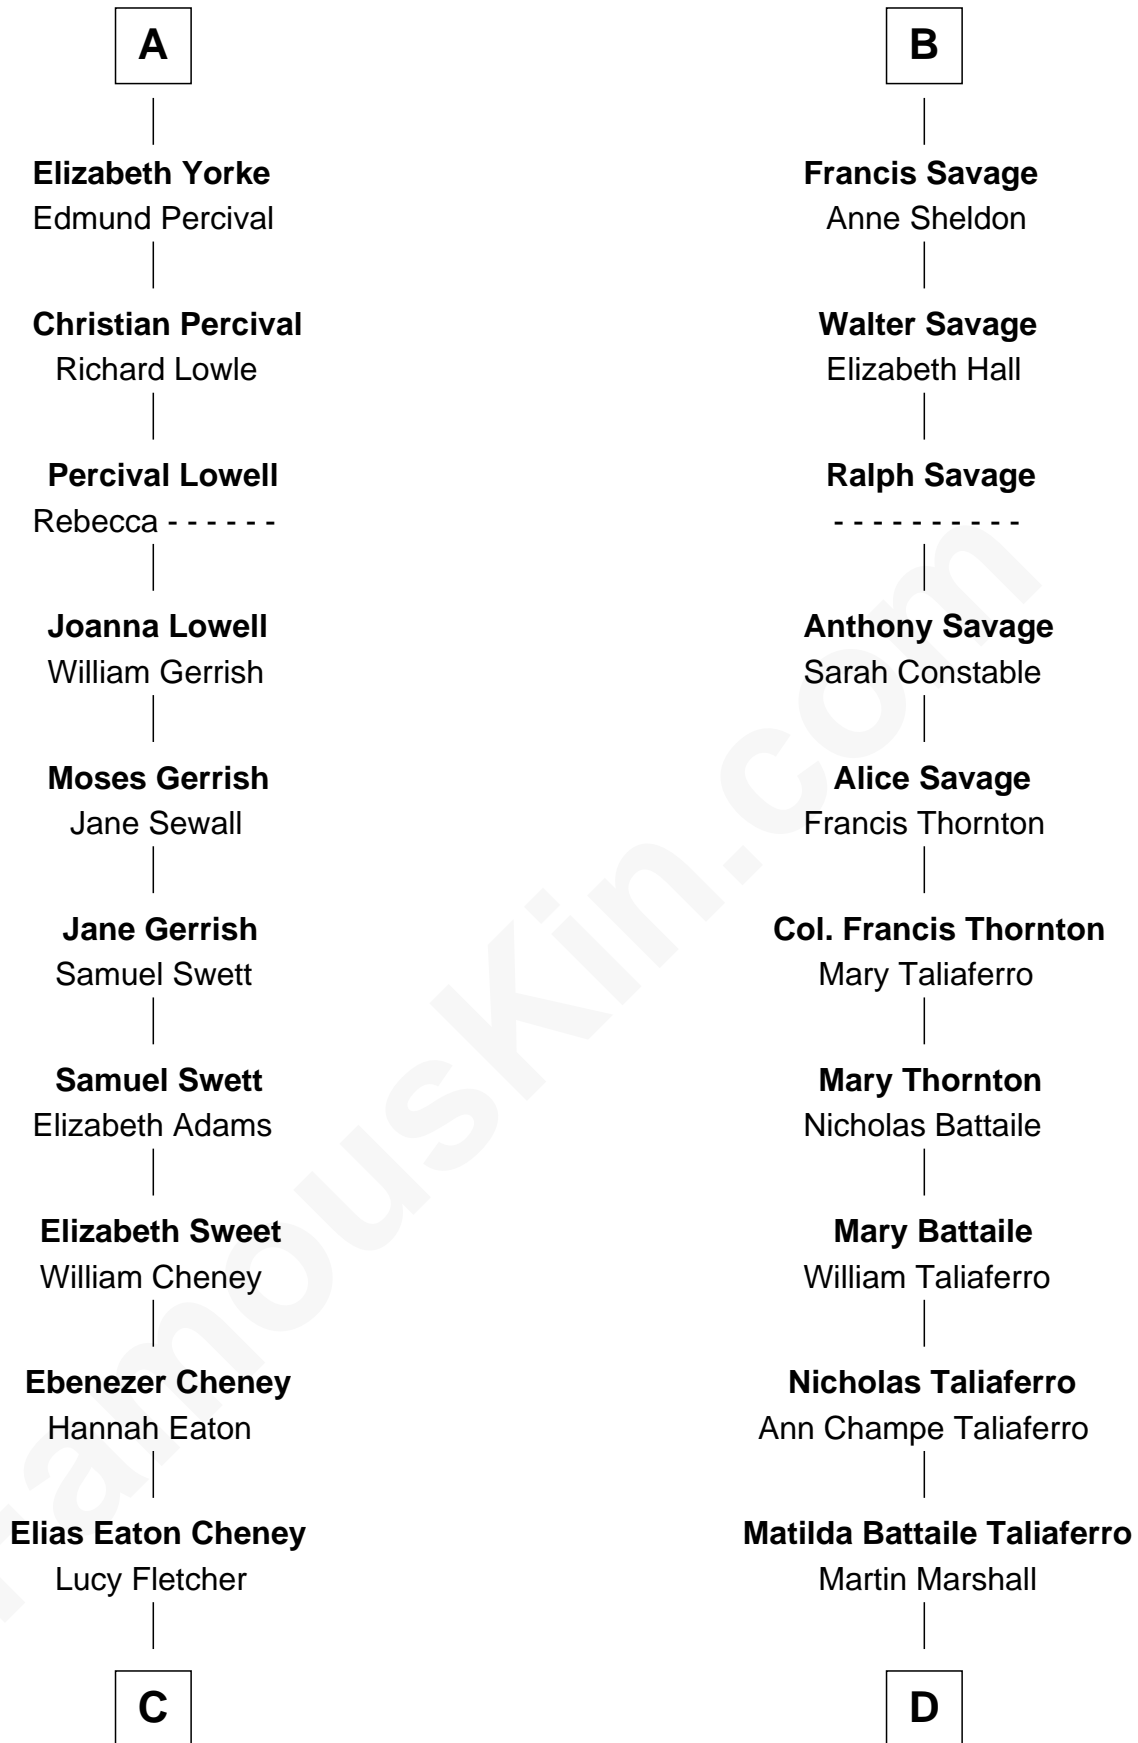 A
Elizabeth Yorke
Edmund Percival
Christian Percival
Richard Lowle
Percival Lowell
Rebecca - - - - - -
Joanna Lowell
William Gerrish
Moses Gerrish
Jane Sewall
Jane Gerrish
Samuel Swett
Samuel Swett
Elizabeth Adams
Elizabeth Sweet
William Cheney
Ebenezer Cheney
Hannah Eaton
Elias Eaton Cheney
Lucy Fletcher
C
B
Francis Savage
Anne Sheldon
Walter Savage
Elizabeth Hall
Ralph Savage
- - - - - - - - - -
Anthony Savage
Sarah Constable
Alice Savage
Francis Thornton
Col. Francis Thornton
Mary Taliaferro
Mary Thornton
Nicholas Battaile
Mary Battaile
William Taliaferro
Nicholas Taliaferro
Ann Champe Taliaferro
Matilda Battaile Taliaferro
Martin Marshall
D
FamousKin.com